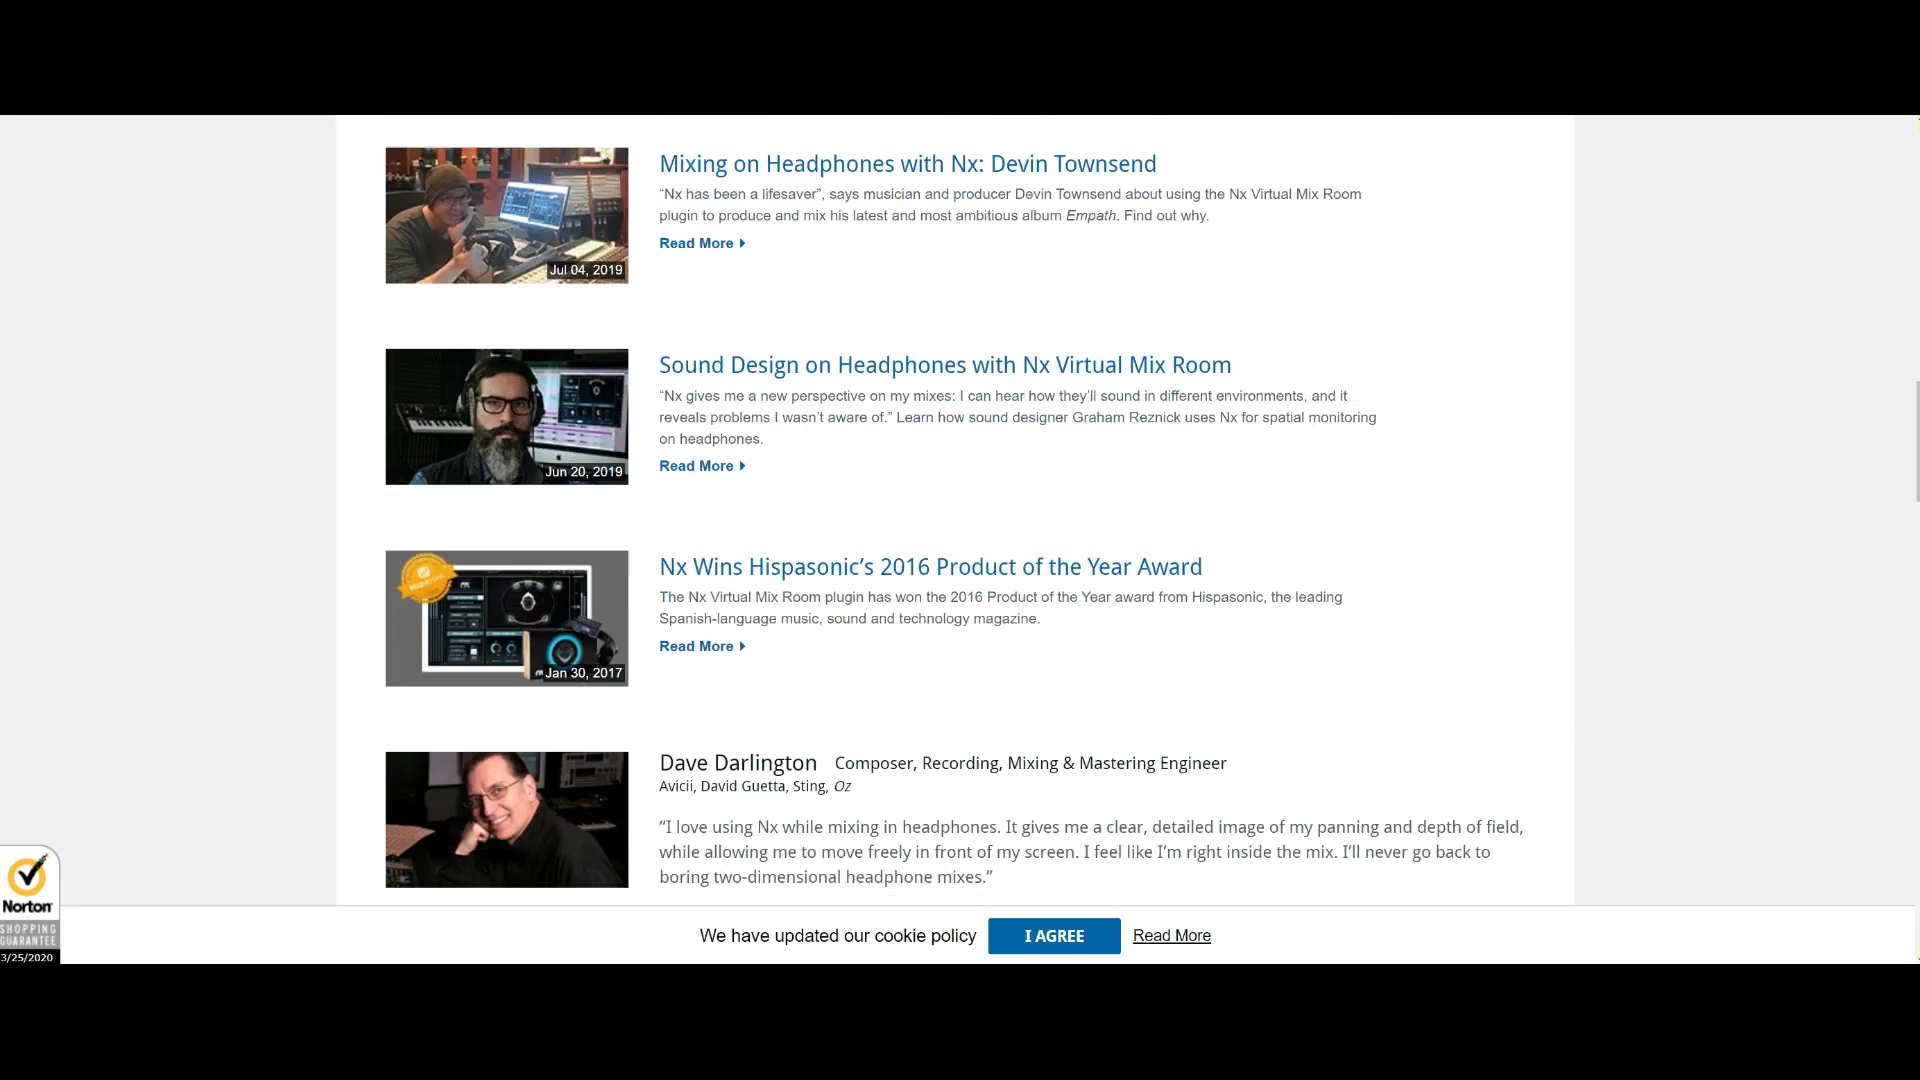 Mixing on Headphones with Nx: Devin Townsend
“Nx has been a lifesaver”, says musician and producer Devin Townsend about using the Nx Virtual Mix Room
plugin to produce and mix his latest and most ambitious album Empath. Find out why.
Read More
Jul 04, 2019
Sound Design on Headphones with Nx Virtual Mix Room
“Nx gives me a new perspective on my mixes: I can hear how they’ll sound in different environments, and it
reveals problems I wasn’t aware of.” Learn how sound designer Graham Reznick uses Nx for spatial monitoring
on headphones.
Read More
Jun 20, 2019
Nx Wins Hispasonic’s 2016 Product of the Year Award
The Nx Virtual Mix Room plugin has won the 2016 Product of the Year award from Hispasonic, the leading
Spanish-language music, sound and technology magazine.
Read More
Jan 30, 2017
Dave Darlington Composer, Recording, Mixing & Mastering Engineer
Avicii, David Guetta, Sting, Oz
“I love using Nx while mixing in headphones. It gives me a clear, detailed image of my panning and depth of field,
while allowing me to move freely in front of my screen. I feel like I’m right inside the mix. I’ll never go back to
boring two-dimensional headphone mixes.”
Norton
SHOPPING
GUARANTEE
3/25/2020
We have updated our cookie policy I AGREE Read More